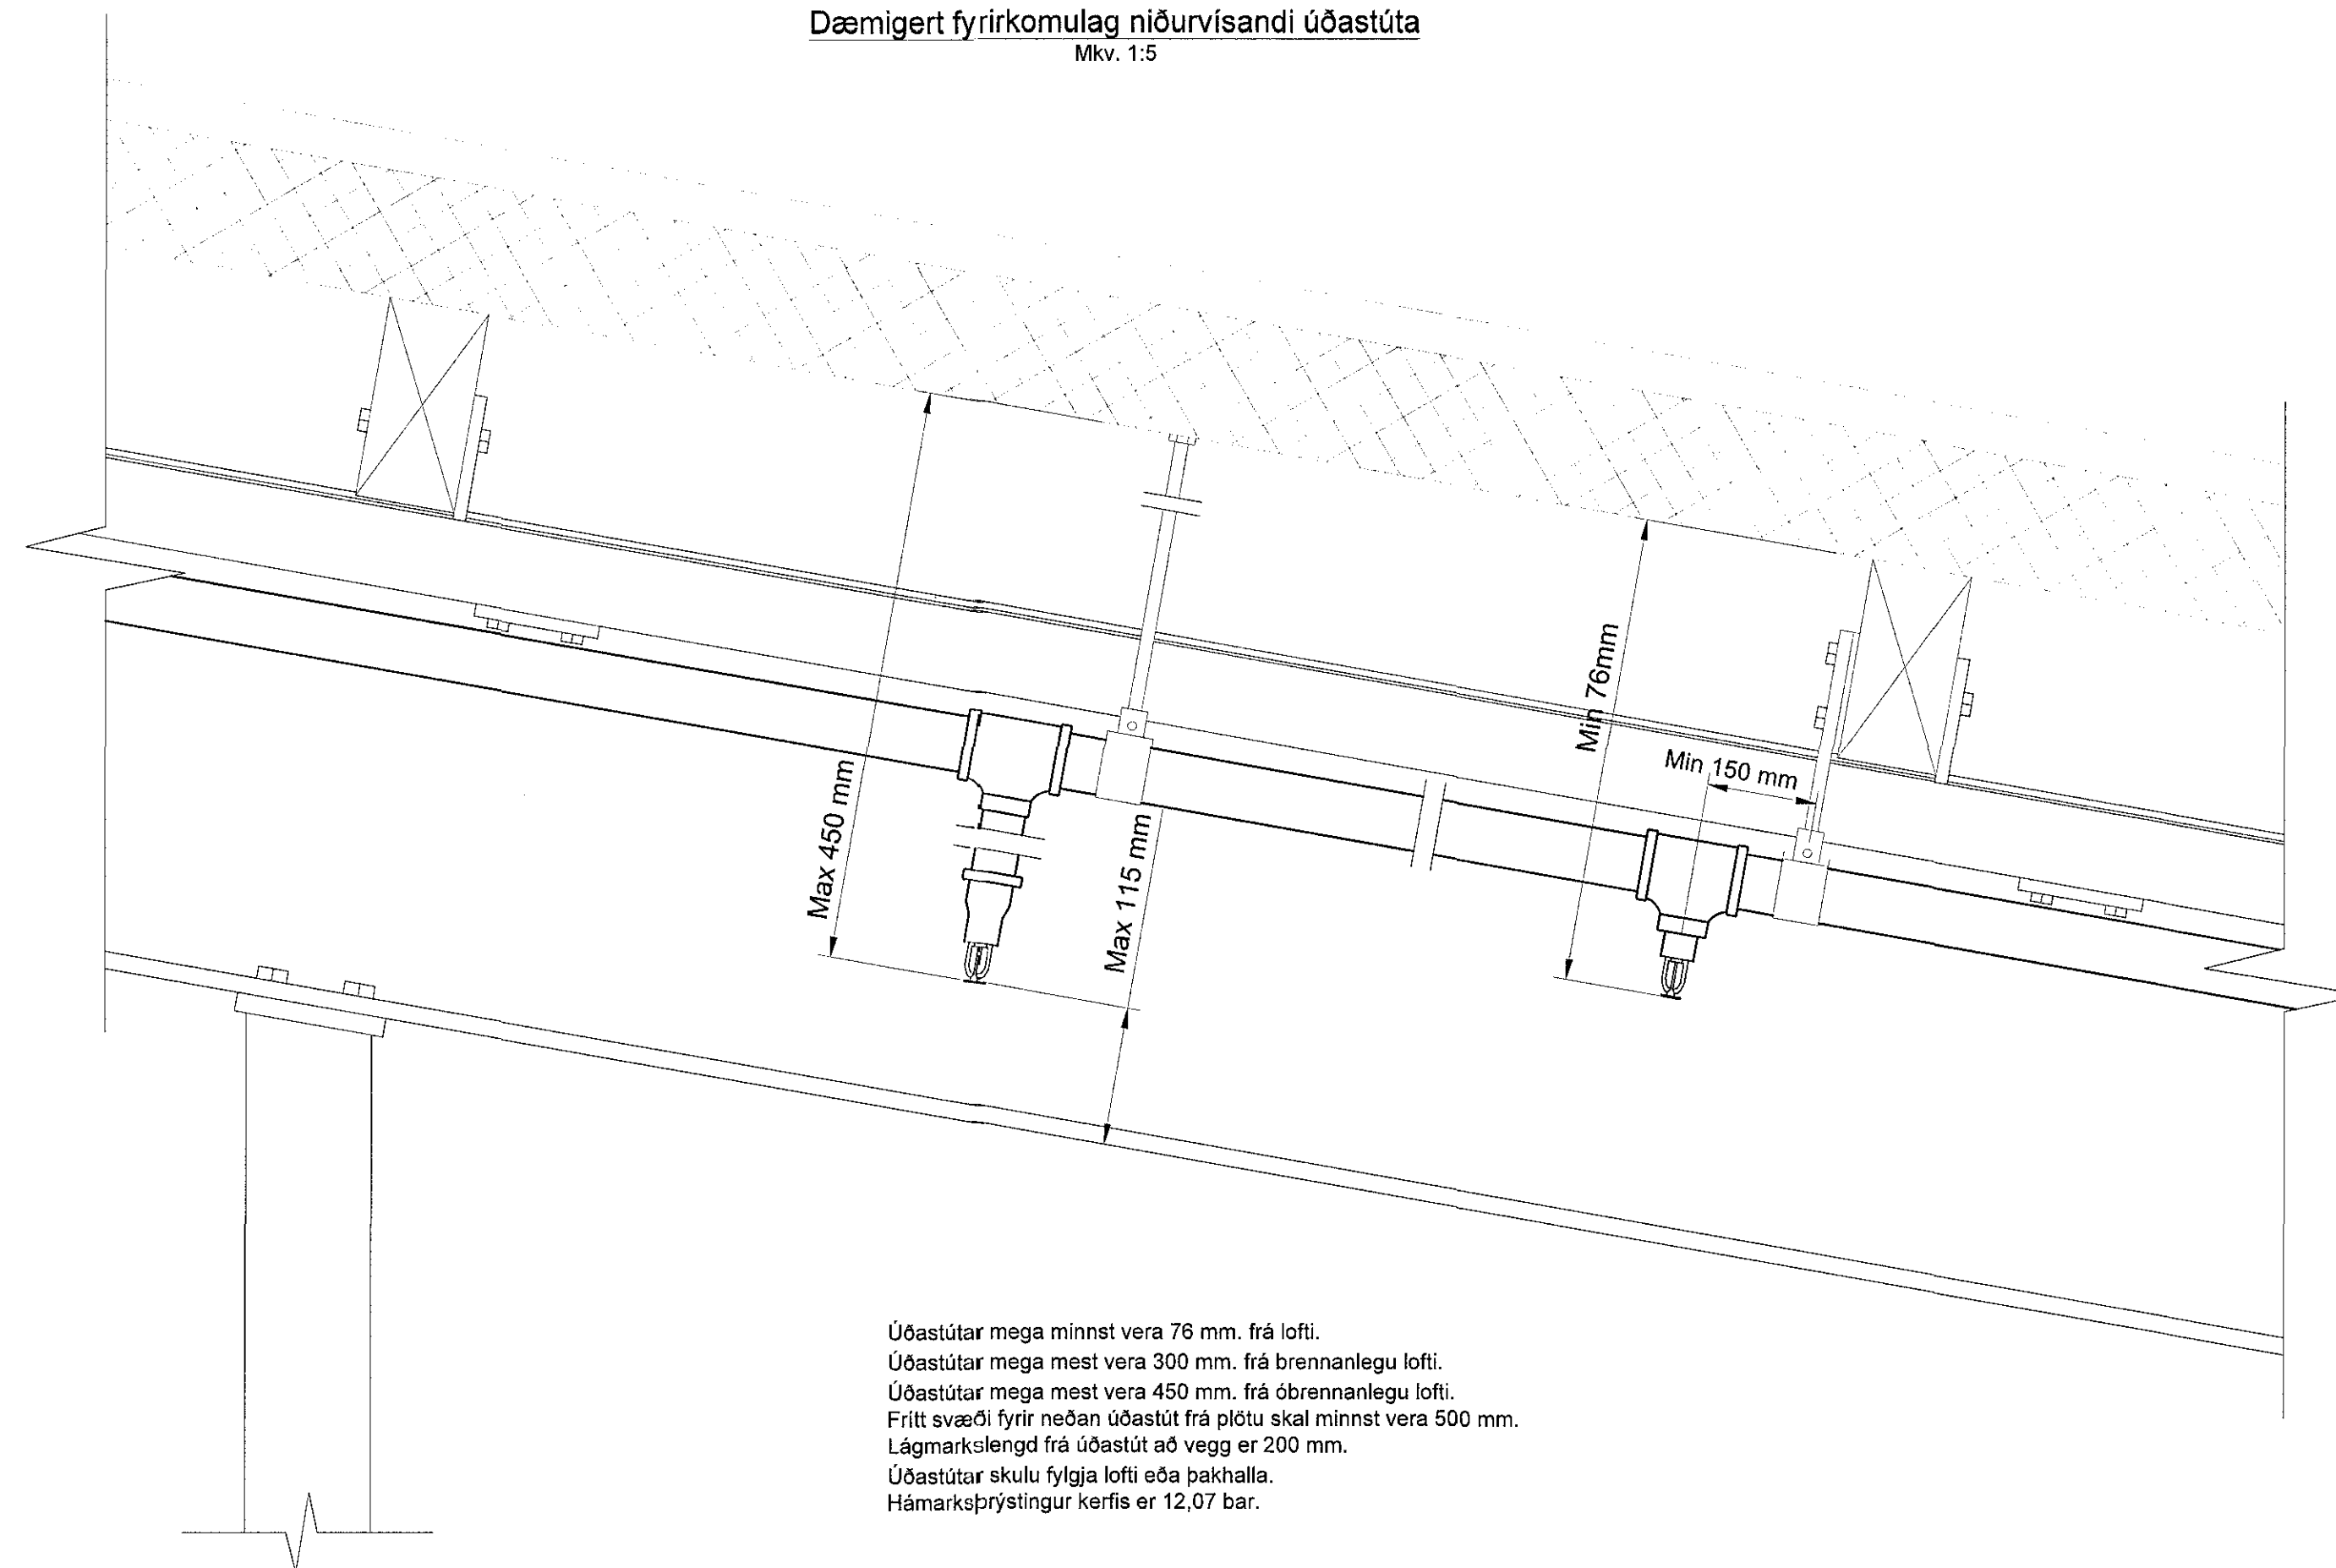 Dæmigert fyrirkomulag niðurvísandi úðastúta
Mkv. 1:5
Max 450 mm
Max 115 mm
Min 76mm
Min 150 mm
Úðastútar mega minnst vera 76 mm. frá lofti.
Úðastútar mega mest vera 300 mm. frá brennanlegu lofti.
Úðastútar mega mest vera 450 mm. frá óbrennanlegu lofti.
Frítt svæði fyrir neðan úðastút frá plötu skal minnst vera 500 mm.
Lágmarkslengd frá úðastút að vegg er 200 mm.
Úðastútar skulu fylgja lofti eða þakhalla.
Hámarksþrýstingur kerfis er 12,07 bar.